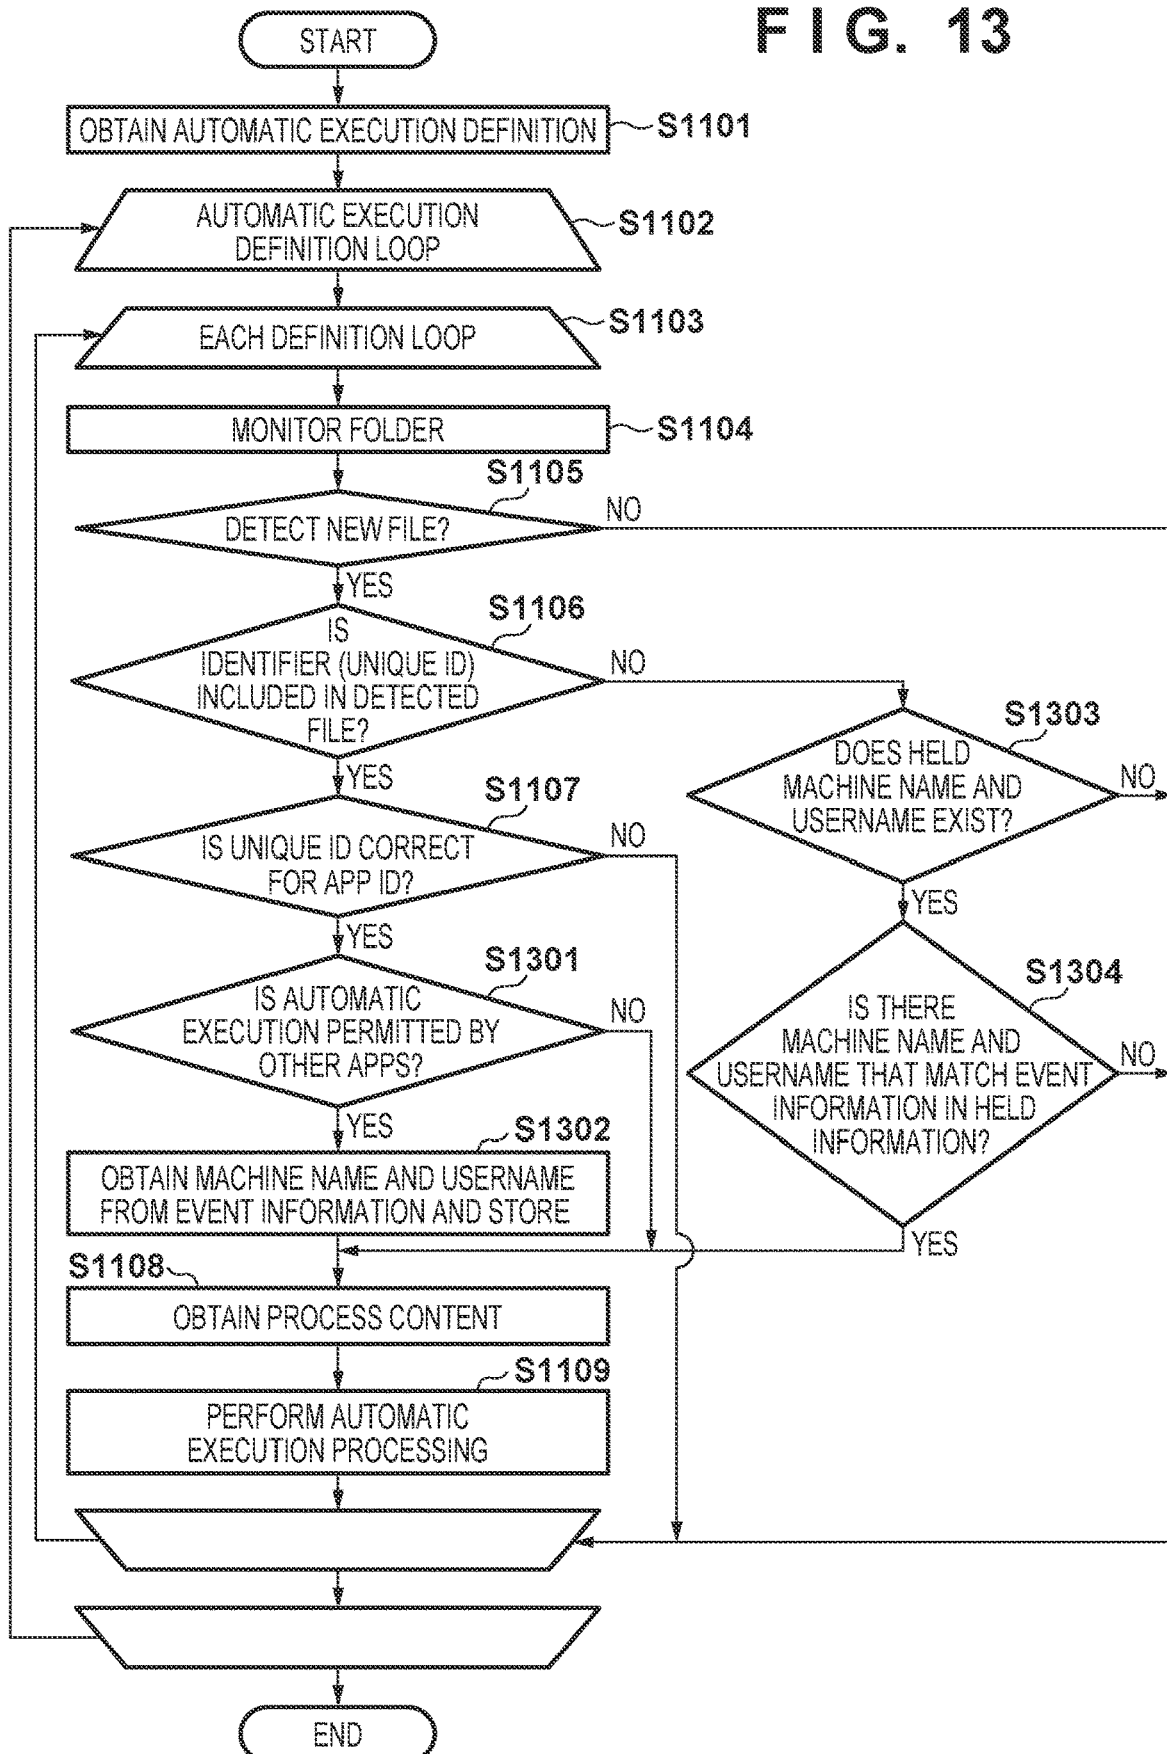 FIG. 13
START
OBTAIN AUTOMATIC EXECUTION DEFINITION
S1101
AUTOMATIC EXECUTION
DEFINITION LOOP
S1102
EACH DEFINITION LOOP
S1103
MONITOR FOLDER
S1104
S1105
DETECT NEW FILE?
NO
YES
S1106
IS
IDENTIFIER (UNIQUE ID)
INCLUDED IN DETECTED
FILE?
NO
YES
S1303
DOES HELD
MACHINE NAME AND
USERNAME EXIST?
NO
YES
S1107
IS UNIQUE ID CORRECT
FOR APP ID?
NO
YES
S1304
IS THERE
MACHINE NAME AND
USERNAME THAT MATCH EVENT
INFORMATION IN HELD
INFORMATION?
NO
YES
S1301
IS AUTOMATIC
EXECUTION PERMITTED BY
OTHER APPS?
NO
YES
S1302
OBTAIN MACHINE NAME AND USERNAME
FROM EVENT INFORMATION AND STORE
S1108
OBTAIN PROCESS CONTENT
S1109
PERFORM AUTOMATIC
EXECUTION PROCESSING
END